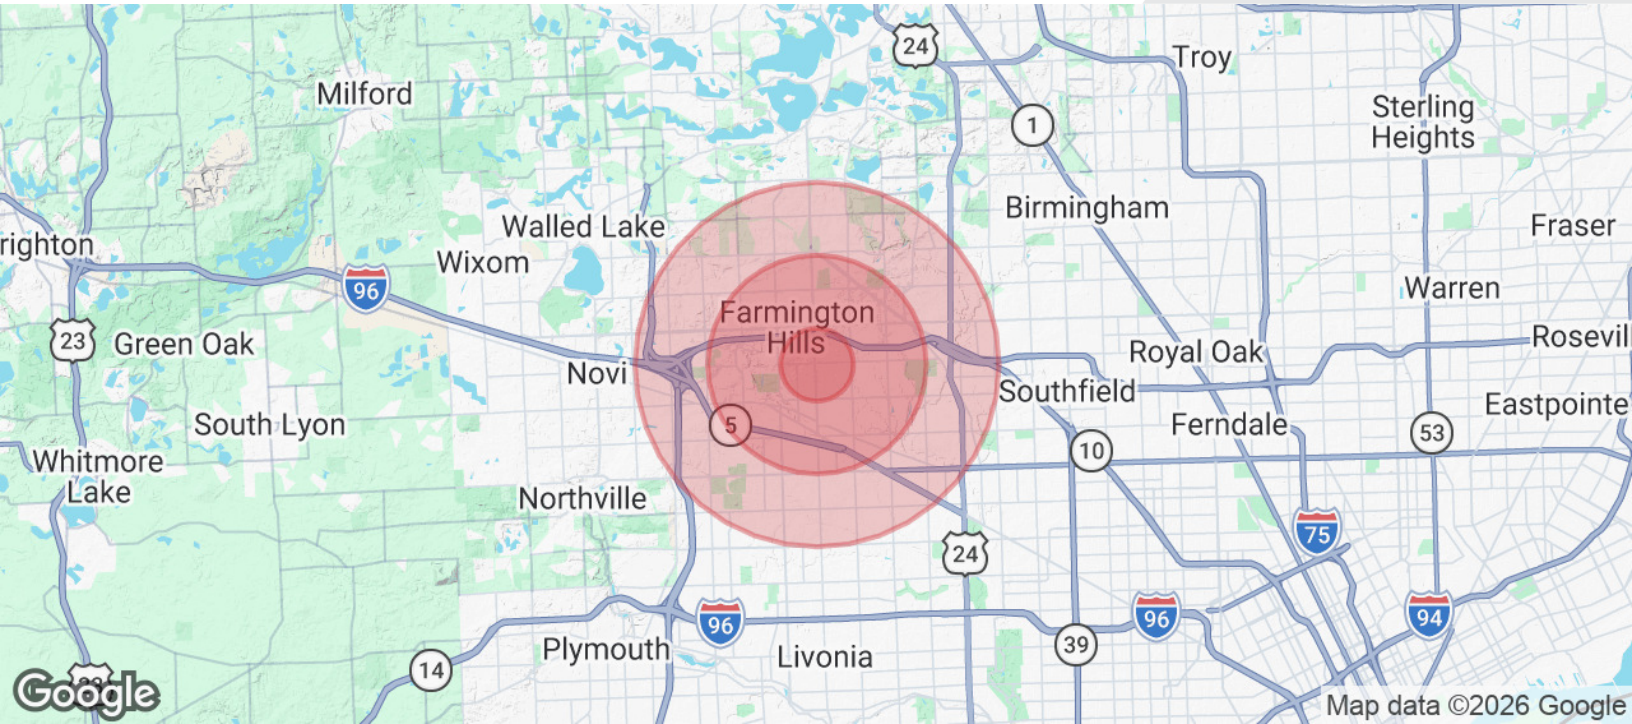 24
Troy
Milford
Sterling
Heights
1
Birmingham
Walled Lake
Fraser
righton
Wixom
96
Warren
Farmington
Hills
23
Green Oak
Novi
Royal Oak
Rosevil
Southfield
South Lyon
5
Ferndale
Eastpointe
10
53
Whitmore
Lake
Northville
75
24
96
96
94
Plymouth
Livonia
39
14
Google
Map data ©2026 Google